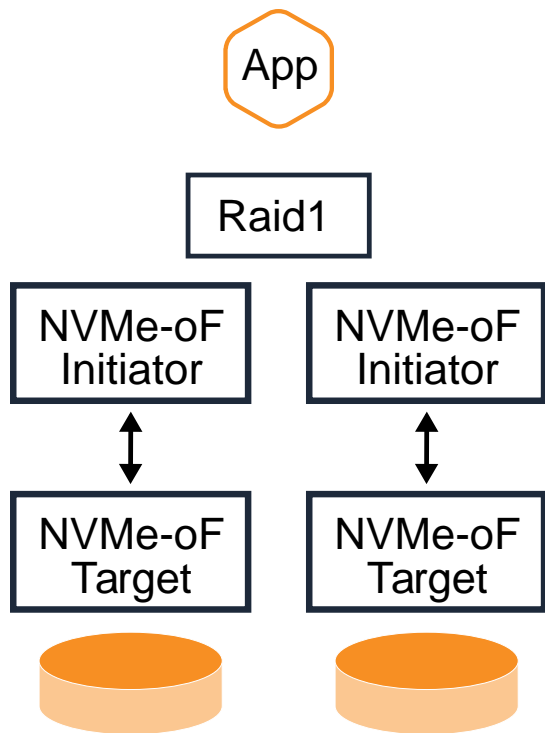 App
Raid1
NVMe-oF
Initiator
NVMe-oF
Initiator
NVMe-oF
Target
NVMe-oF
Target